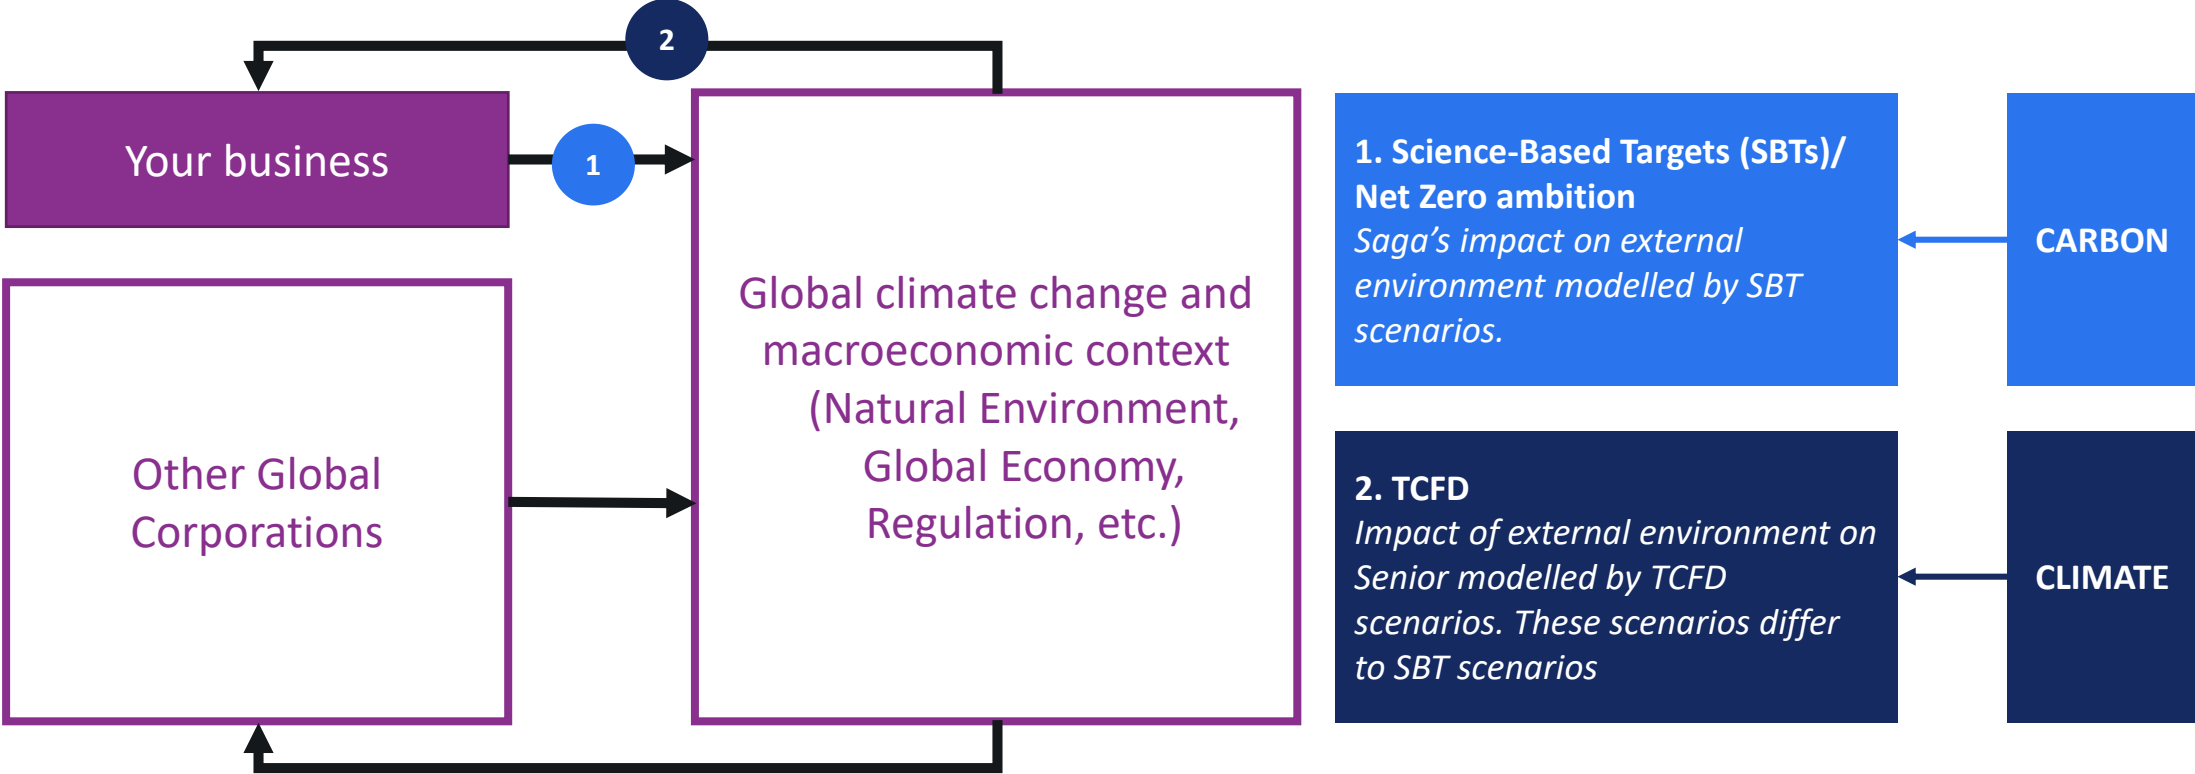 2
Your business
1
Other Global
Corporations
Global climate change and
macroeconomic context
(Natural Environment,
Global Economy,
Regulation, etc.)
1. Science-Based Targets (SBTs)/
Net Zero ambition
Saga’s impact on external
environment modelled by SBT
scenarios.
CARBON
2. TCFD
Impact of external environment on
Senior modelled by TCFD
scenarios. These scenarios differ
to SBT scenarios
CLIMATE